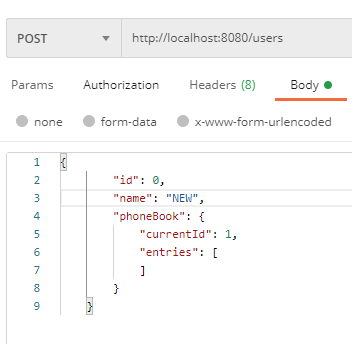 POST http://localhost:8080/users
Params Authorization Headers (8) Body
none form-data x-www-form-urlencoded
1 {
2 "id": 0,
3 "name": "NEW",
4 "phoneBook": {
5 "currentId": 1,
6 "entries": [
7 ]
8 }
9 }